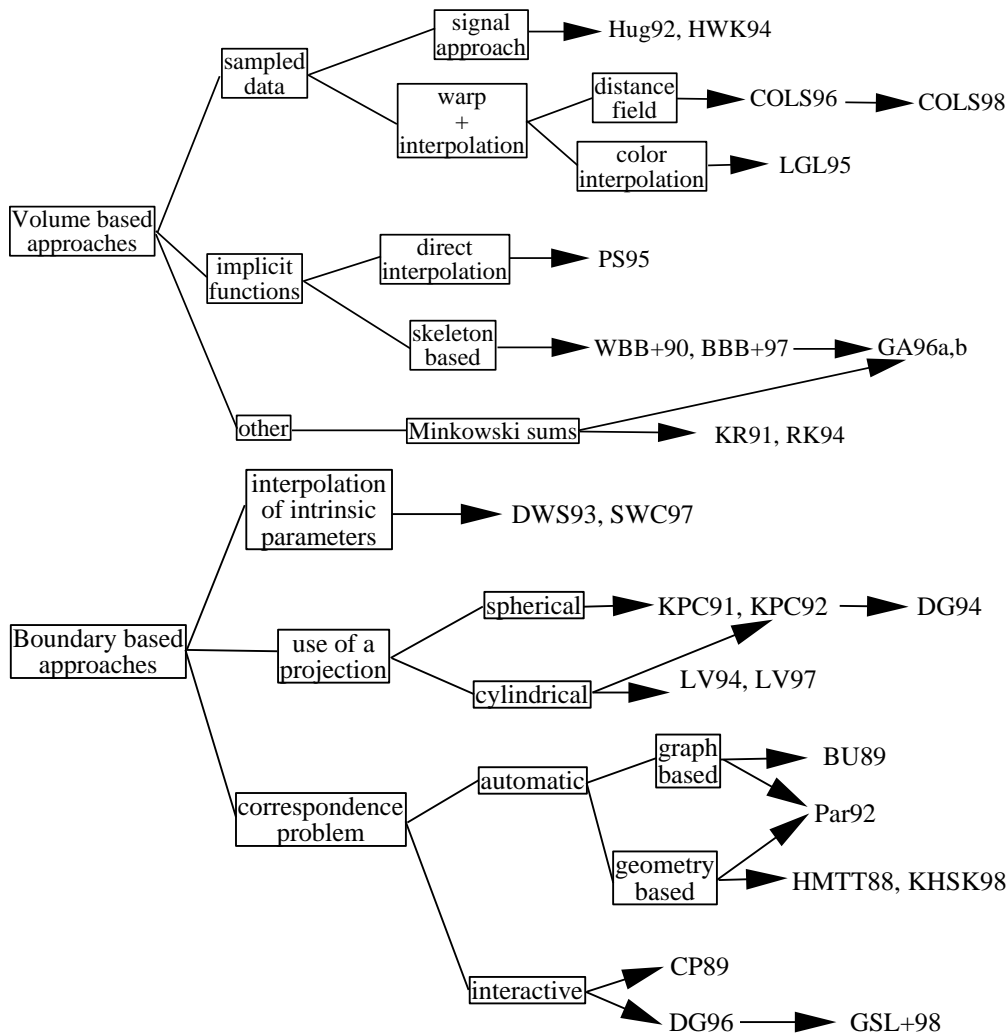 signal
approach
Hug92, HWK94
sampled
data
warp
+
interpolation
distance
field
COLS96
COLS98
color
interpolation
LGL95
Volume based
approaches
direct
interpolation
PS95
implicit
functions
skeleton
based
WBB+90, BBB+97
GA96a,b
other
Minkowski sums
KR91, RK94
interpolation
of intrinsic
parameters
DWS93, SWC97
spherical
KPC91, KPC92
DG94
Boundary based
approaches
use of a
projection
cylindrical
LV94, LV97
graph
based
BU89
automatic
Par92
correspondence
problem
geometry
based
HMTT88, KHSK98
CP89
interactive
DG96
GSL+98